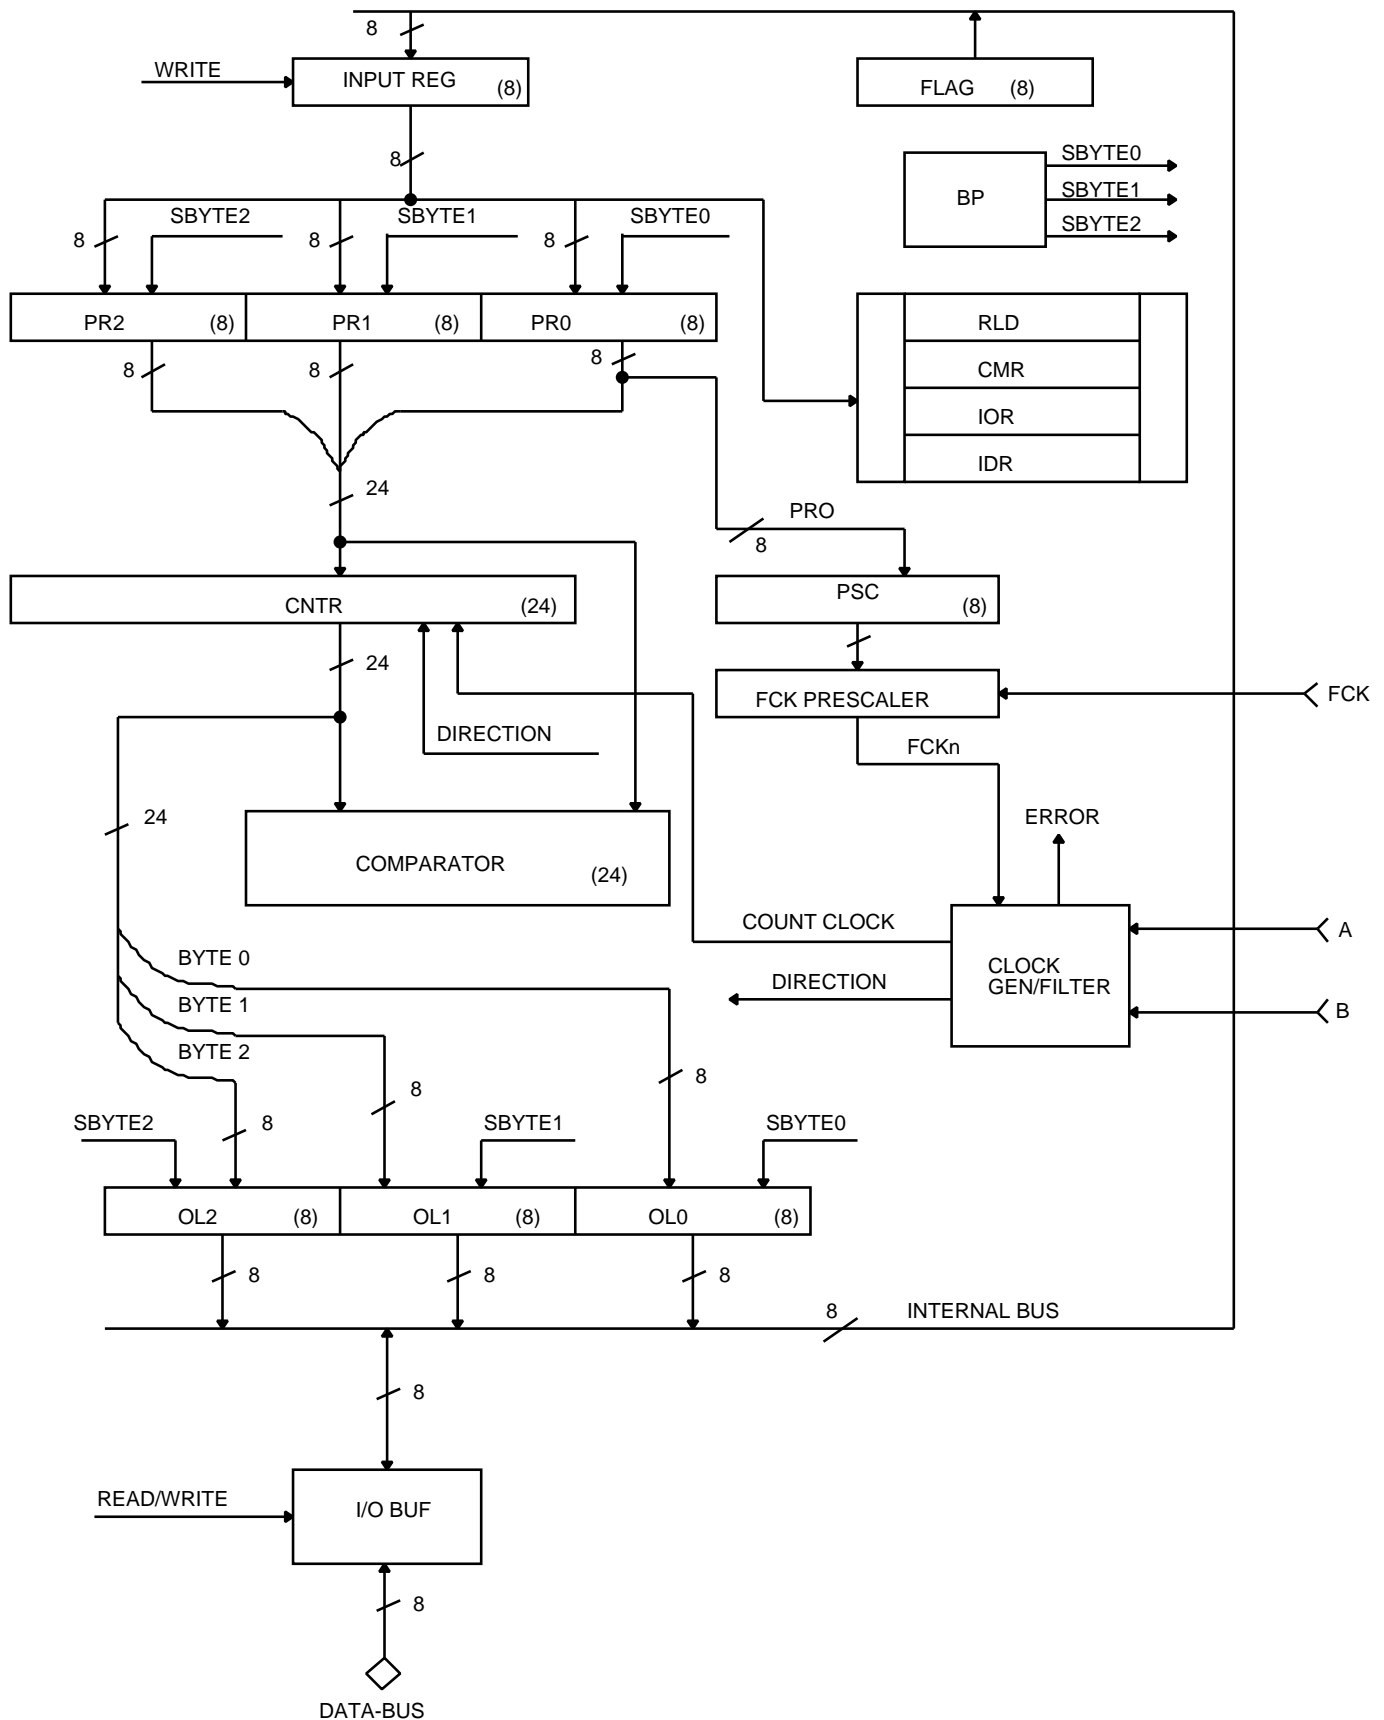 8
WRITE
INPUT REG
(8)
FLAG (8)
8
BP
SBYTE0
SBYTE1
SBYTE2
SBYTE2
SBYTE1
SBYTE0
8
8
8
PR2 (8)
PR1 (8)
PR0 (8)
RLD
CMR
IOR
IDR
8
8
8
24
PRO
8
CNTR (24)
PSC
(8)
24
FCK PRESCALER
FCK
DIRECTION
FCKn
24
ERROR
COMPARATOR
(24)
COUNT CLOCK
A
BYTE 0
CLOCK
GEN/FILTER
DIRECTION
BYTE 1
B
BYTE 2
8
8
8
SBYTE2
SBYTE1
SBYTE0
OL2 (8)
OL1 (8)
OL0 (8)
8
8
8
8
INTERNAL BUS
8
READ/WRITE
I/O BUF
8
DATA-BUS